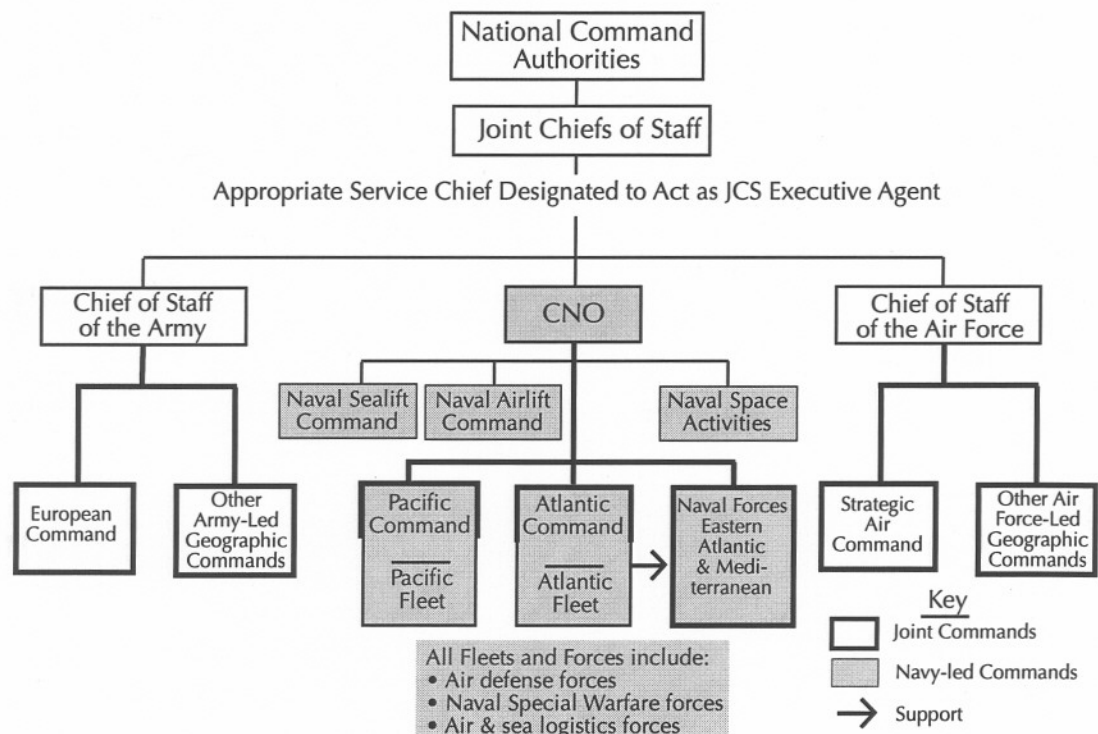 National Command
Authorities
Joint Chiefs of Staff
Appropriate Service Chief Designated to Act as JCS Executive Agent
Chief of Staff
of the Army
CNO
Chief of Staff
of the Air Force
Naval Sealift
Command
Naval Airlift
Command
Naval Space
Activities
European
Command
Other
Army-Led
Geographic
Commands
Pacific
Command
Pacific
Fleet
Atlantic
Command
Atlantic
Fleet
Naval Forces
Eastern
Atlantic
& Medi-
terranean
Strategic
Air
Command
Other Air
Force-Led
Geographic
Commands
Key
Joint Commands
Navy-led Commands
Support
All Fleets and Forces include:
• Air defense forces
• Naval Special Warfare forces
• Air & sea logistics forces